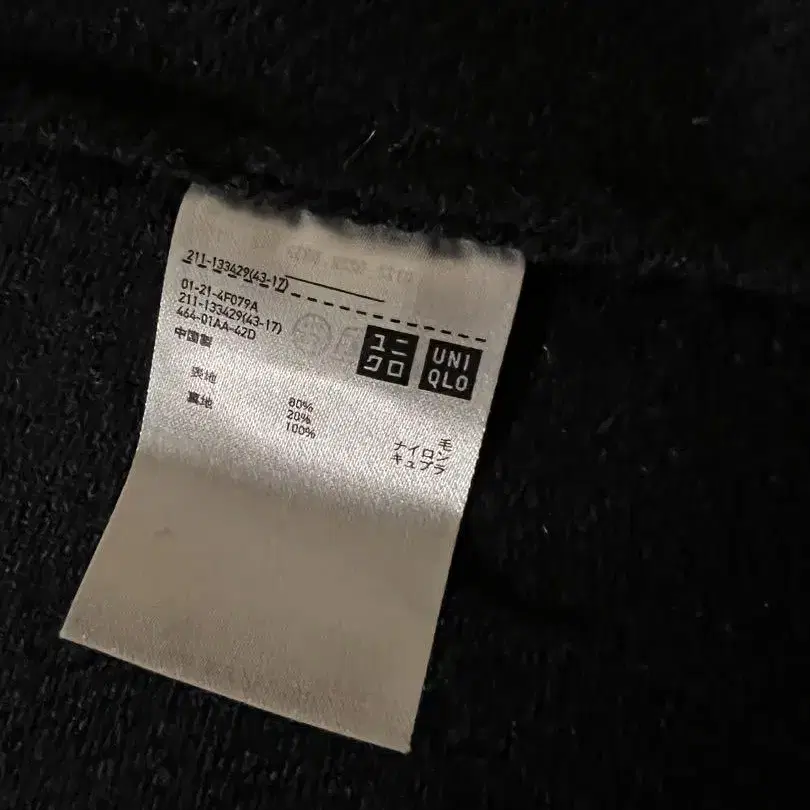 211-133429(43-17)
01-21-4F079A
211-133429(43-17)
464-01AA-42D
中国製
ユニ
クロ
UNI
QLO
表地 80% 毛
20% ナイロン
裏地 100% キュプラ